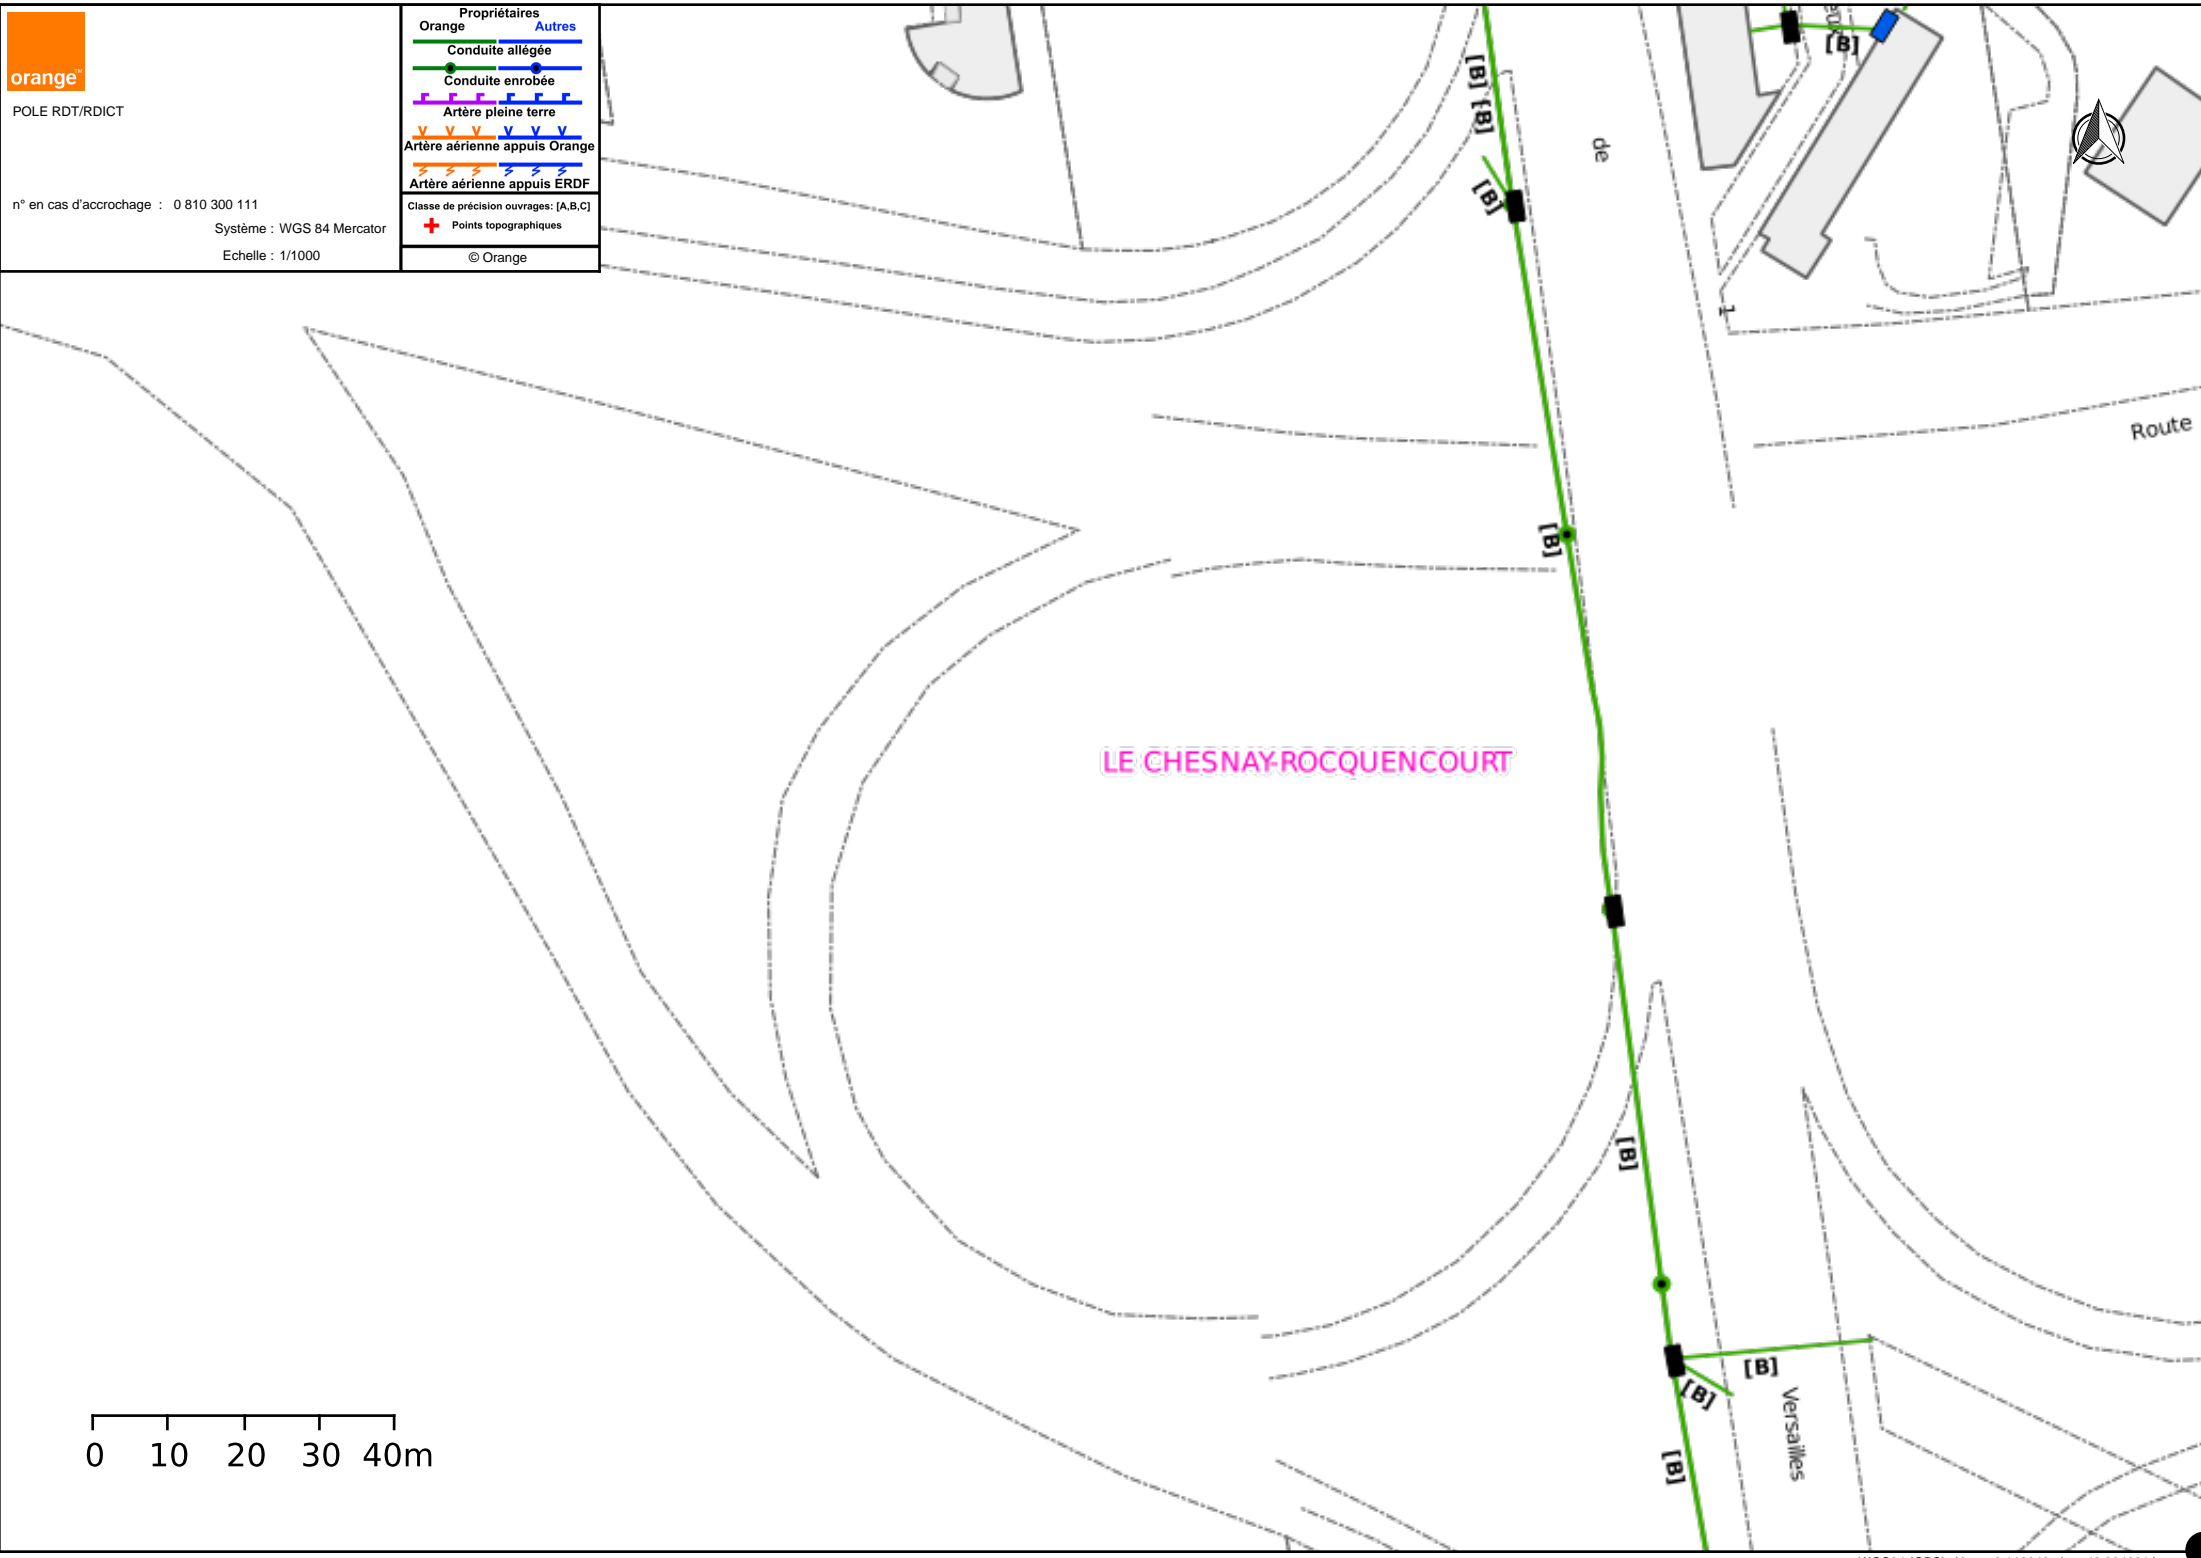 orange™
POLE RDT/RDICT
n° en cas d'accrochage : 0 810 300 111
Système : WGS 84 Mercator
Echelle : 1/1000
Propriétaires
Orange Autres
Conduite allégée
Conduite enrobée
Artère pleine terre
Artère aérienne appuis Orange
Artère aérienne appuis ERDF
Classe de précision ouvrages: [A,B,C]
Points topographiques
© Orange
[B]
[B]
[B]
[B]
de
1
Route
[B]
LE CHESNAY-ROCQUENCOURT
[B]
[B]
[B]
Versailles
[B]
0 10 20 30 40m